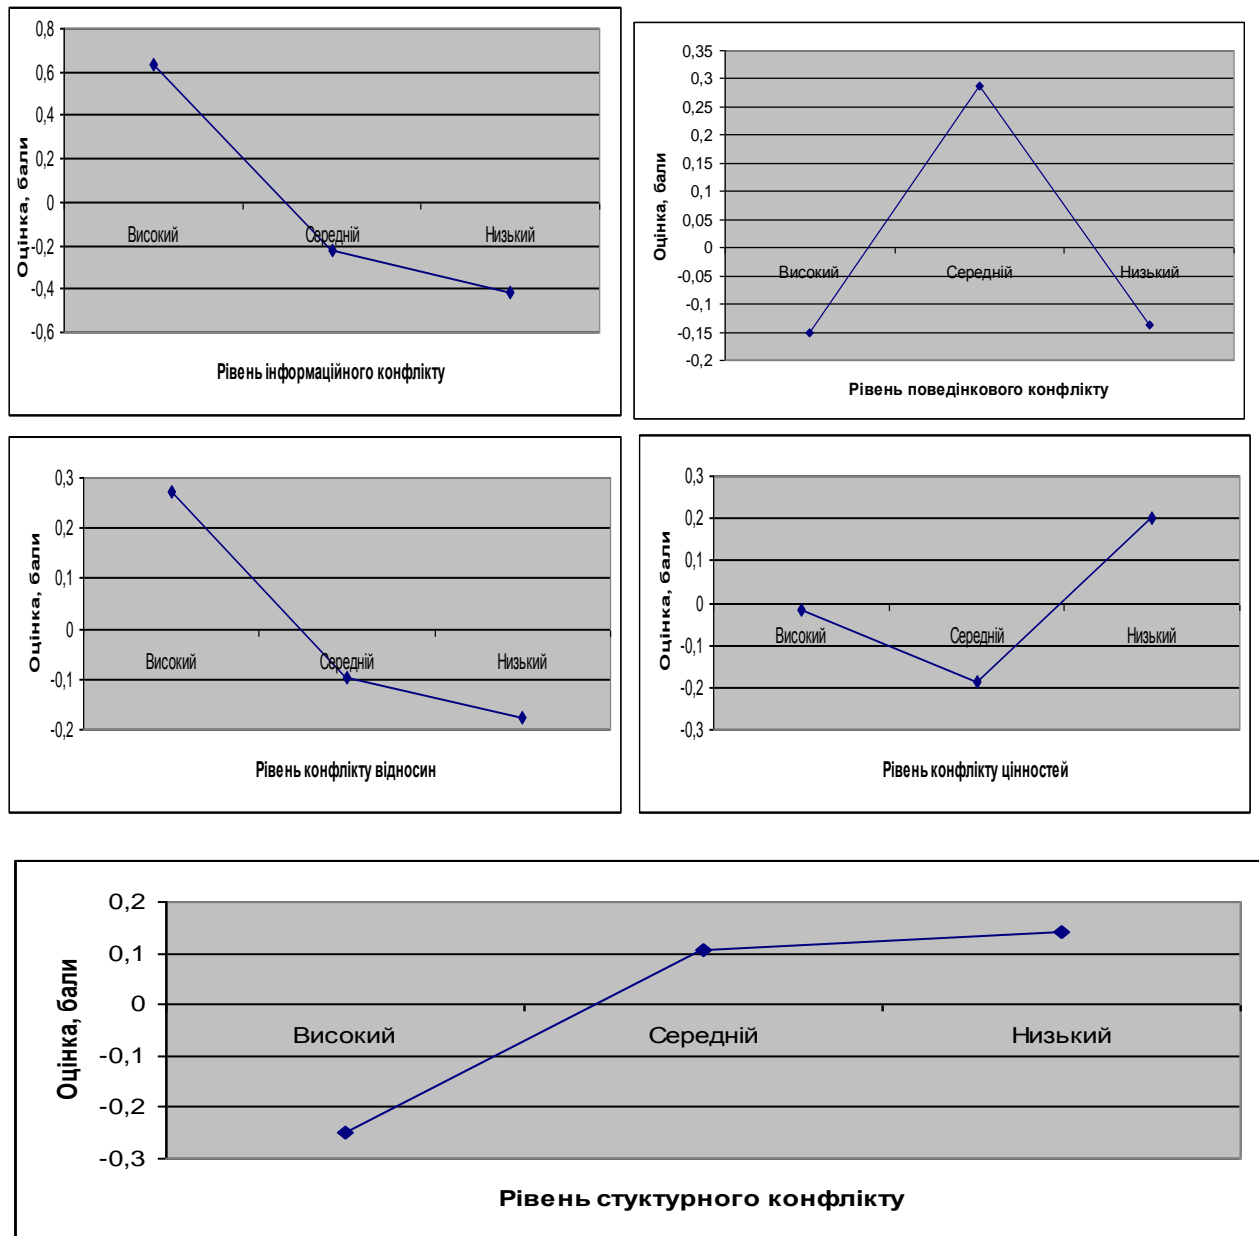 0,8
0,6
0,4
0,2
0
-0,2
-0,4
-0,6
Оцінка, бали
Високий
Середній
Низький
Рівень інформаційного конфлікту
0,35
0,3
0,25
0,2
0,15
0,1
0,05
0
-0,05
-0,1
-0,15
-0,2
Оцінка, бали
Високий
Середній
Низький
Рівень поведінкового конфлікту
0,3
0,2
0,1
0
-0,1
-0,2
Оцінка, бали
Високий
Середній
Низький
Рівень конфлікту відносин
0,3
0,2
0,1
0
-0,1
-0,2
-0,3
Оцінка, бали
Високий
Середній
Низький
Рівень конфлікту цінностей
0,2
0,1
0
-0,1
-0,2
-0,3
Оцінка, бали
Високий
Середній
Низький
Рівень стуктурного конфлікту